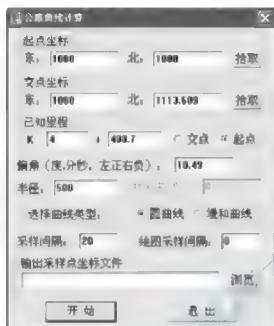 公路曲线计算
起点坐标
东: 1000 北: 1000 拾取
交点坐标
东: 1000 北: 1113.609 拾取
已知里程
K 4 + 498.7 交点 起点
偏角（度.分秒，左正右负）: 10.49
半径: 500 0
选择曲线类型: 圆曲线 缓和曲线
采样间隔: 20 绘图采样间隔: 0
输出采样点坐标文件
浏览
开始 退出